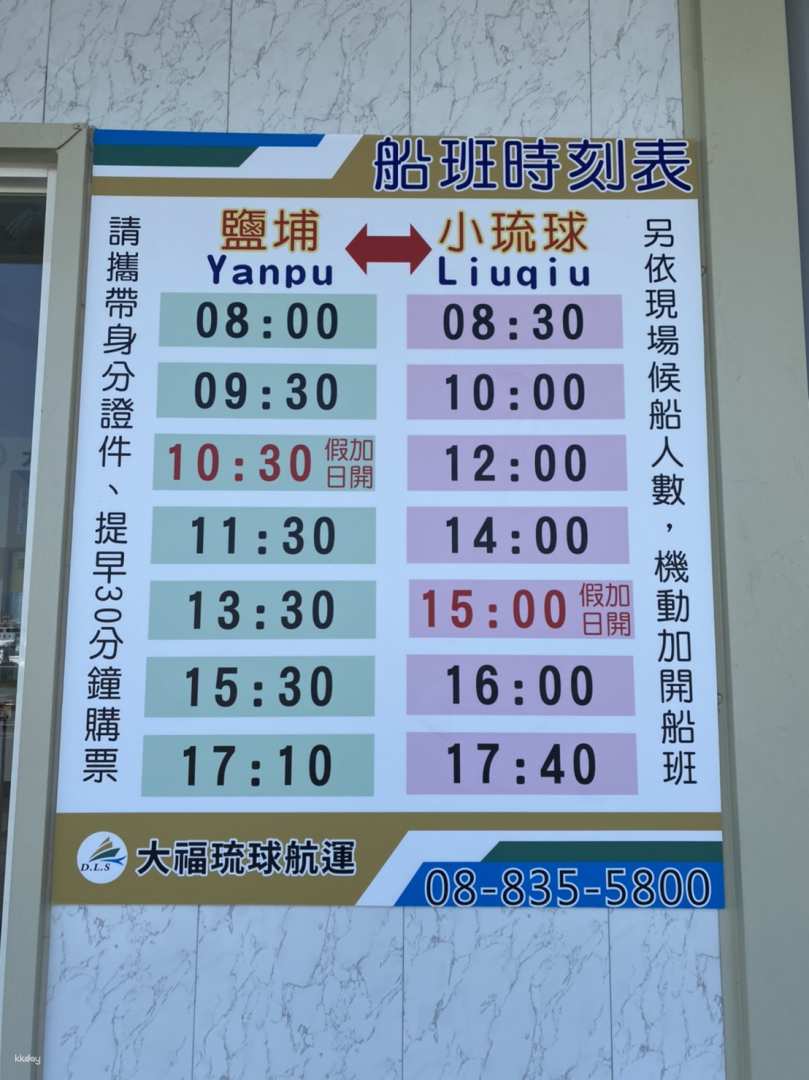 船班時刻表
請攜帶身分證件、提早30分鐘購票
鹽埔 小琉球
Yanpu Liuqiu
08:00 08:30
09:30 10:00
10:30 假日加開 12:00
11:30 14:00
13:30 15:00 假日加開
15:30 16:00
17:10 17:40
另依現場候船人數，機動加開船班
D.L.S 大福琉球航運
08-835-5800
kkday